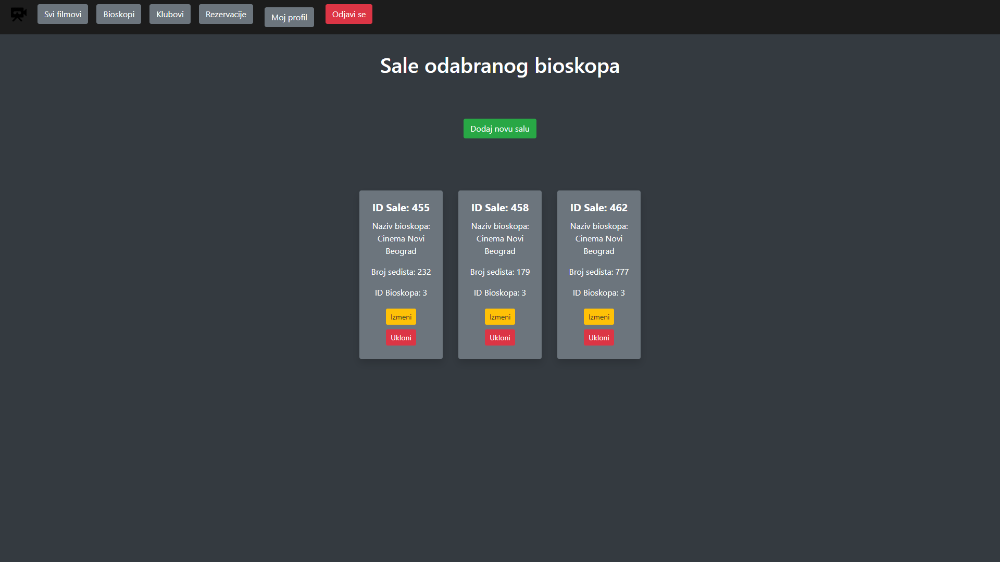 Svi filmovi Bioskopi Klubovi Rezervacije Moj profil Odjavi se
Sale odabranog bioskopa
Dodaj novu salu
ID Sale: 455
Naziv bioskopa:
Cinema Novi
Beograd
Broj sedista: 232
ID Bioskopa: 3
Izmeni
Ukloni
ID Sale: 458
Naziv bioskopa:
Cinema Novi
Beograd
Broj sedista: 179
ID Bioskopa: 3
Izmeni
Ukloni
ID Sale: 462
Naziv bioskopa:
Cinema Novi
Beograd
Broj sedista: 777
ID Bioskopa: 3
Izmeni
Ukloni